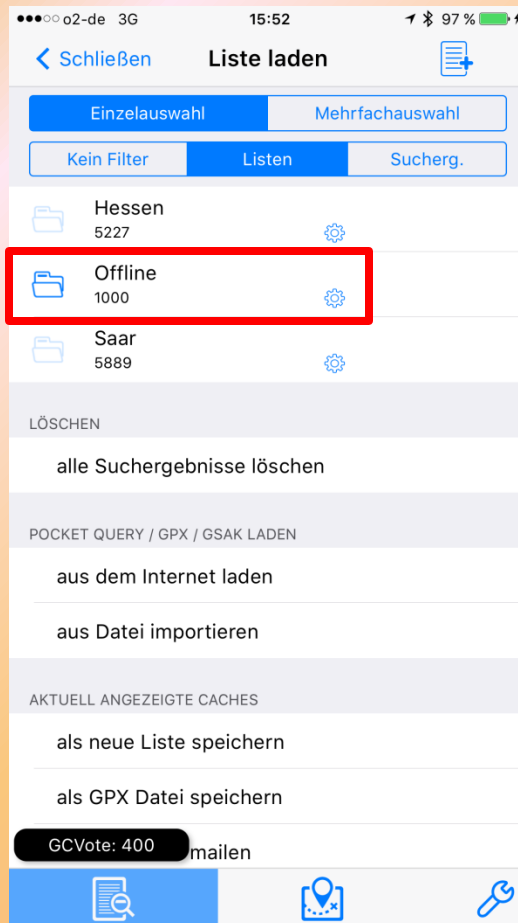 o2-de 3G 15:52 97 %
Schließen Liste laden
Einzelauswahl Mehrfachauswahl
Kein Filter Listen Sucherg.
Hessen
5227
Offline
1000
Saar
5889
LÖSCHEN
alle Suchergebnisse löschen
POCKET QUERY / GPX / GSAK LADEN
aus dem Internet laden
aus Datei importieren
AKTUELL ANGEZEIGTE CACHES
als neue Liste speichern
als GPX Datei speichern
GCVote: 400
mailen